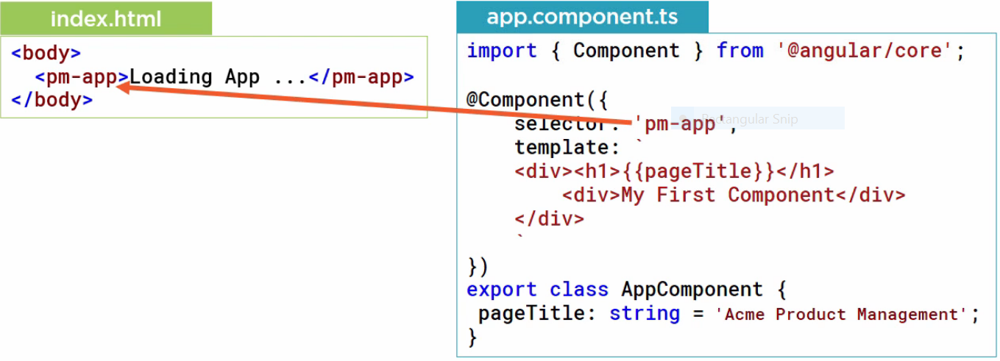 index.html
<body>
<pm-app>Loading App ...</pm-app>
</body>
app.component.ts
import { Component } from '@angular/core';
@Component({
selector: 'pm-app',
Rectangular Snip
template: `
<div><h1>{{pageTitle}}</h1>
<div>My First Component</div>
</div>
`
})
export class AppComponent {
pageTitle: string = 'Acme Product Management';
}